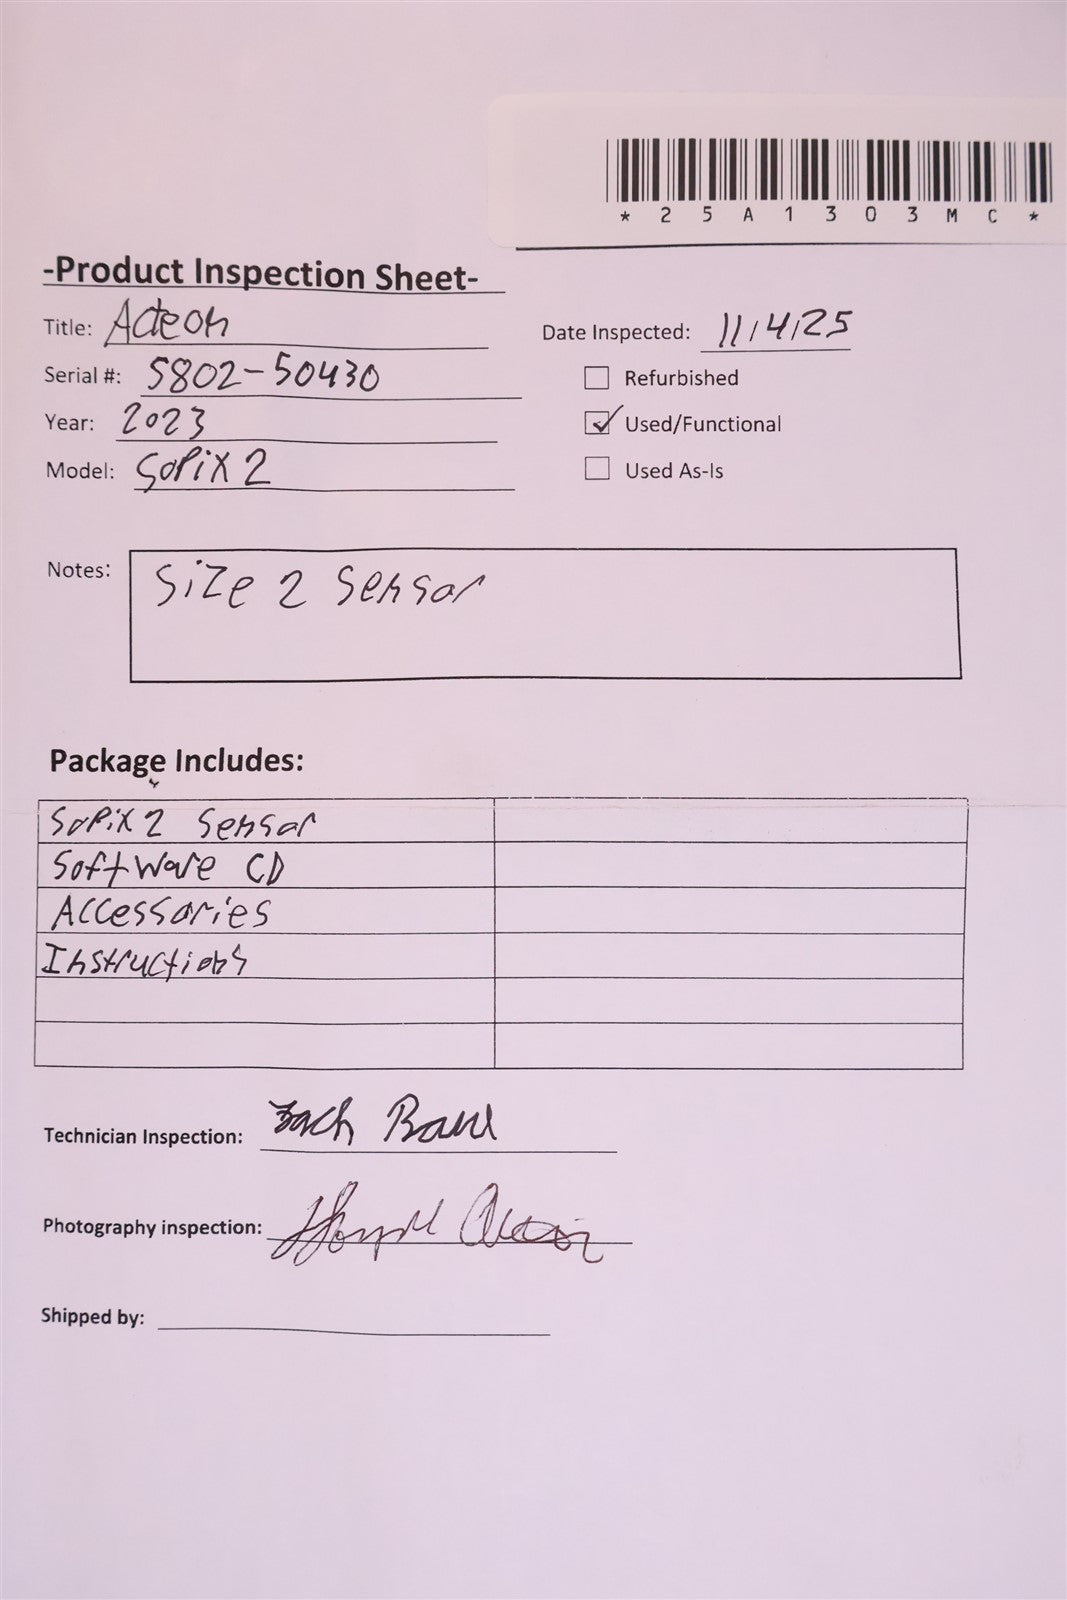 *25A1303MC*
-Product Inspection Sheet-
Title: Acteon
Date Inspected: 11/4/25
Serial #: 5802-50430
Refurbished
Year: 2023
Used/Functional
Model: SoPiX 2
Used As-Is
Notes: Size 2 Sensor
Package Includes:
SoPiX 2 Sensor
Software CD
Accessories
Instructions
Technician Inspection: Zach
Photography inspection:
Shipped by: